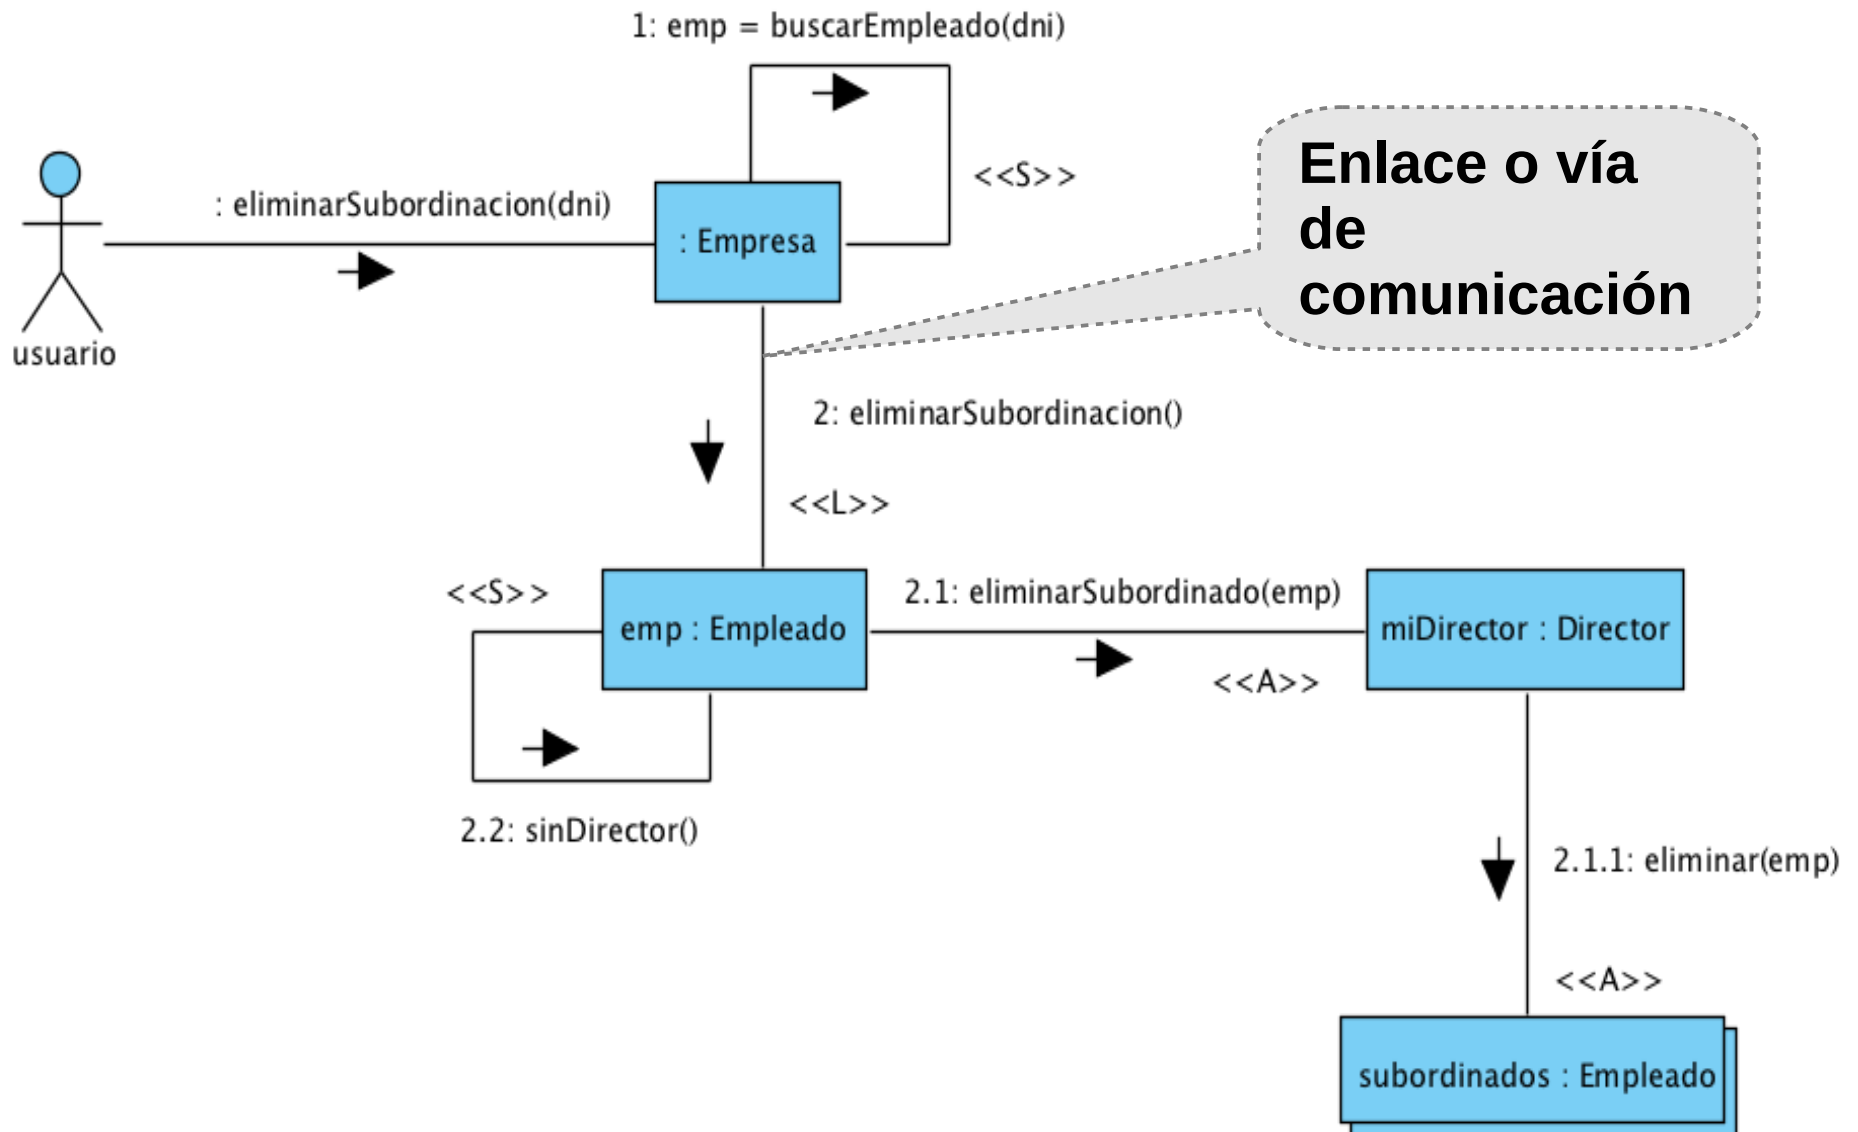 1: emp = buscarEmpleado(dni)
Enlace o vía
de
comunicación
<<S>>
: eliminarSubordinacion(dni)
: Empresa
usuario
2: eliminarSubordinacion()
<<L>>
<<S>>
2.1: eliminarSubordinado(emp)
emp : Empleado
miDirector : Director
<<A>>
2.2: sinDirector()
2.1.1: eliminar(emp)
<<A>>
subordinados : Empleado